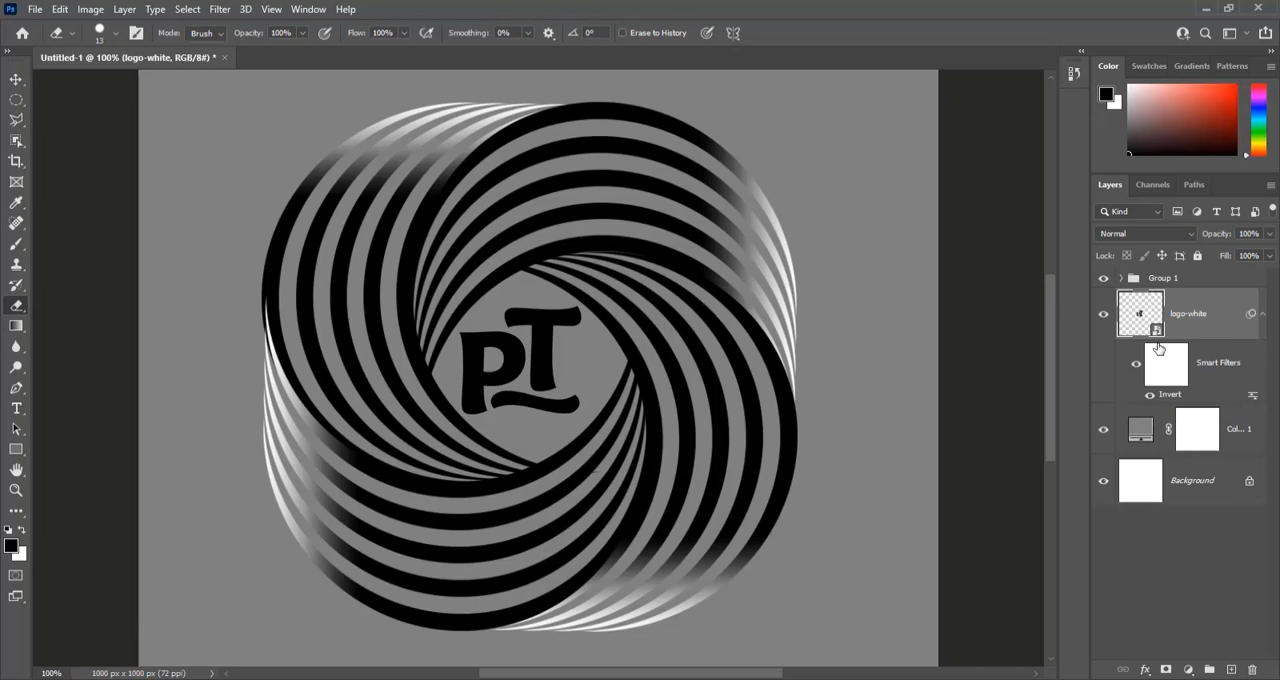 Ps File Edit Image Layer Type Select Filter 3D View Window Help
13 Mode: Brush Opacity: 100% Flow: 100% Smoothing: 0% 0° Erase to History
Untitled-1 @ 100% (logo-white, RGB/8#) * ×
Color Swatches Gradients Patterns
Layers Channels Paths
Kind
Normal Opacity: 100%
Lock: Fill: 100%
Group 1
logo-white
Smart Filters
Invert
Col... 1
Background
pT
100% 1000 px x 1000 px (72 ppi)